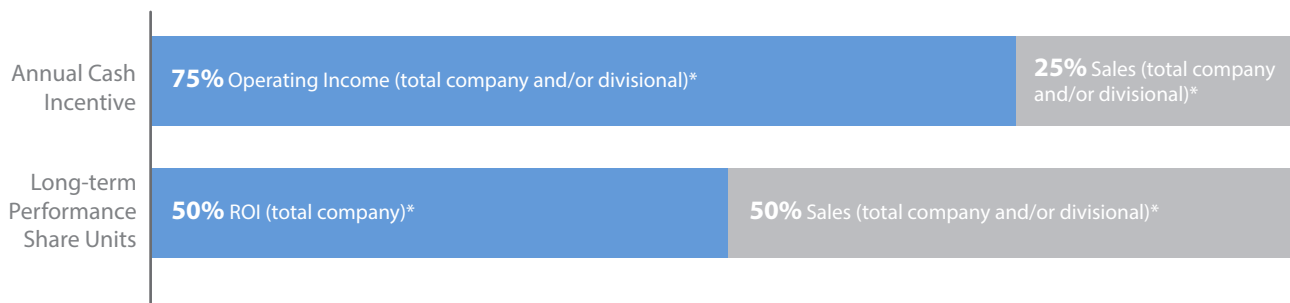 Annual Cash
Incentive
75% Operating Income (total company and/or divisional)*
25% Sales (total company
and/or divisional)*
Long-term
Performance
Share Units
50% ROI (total company)*
50% Sales (total company and/or divisional)*